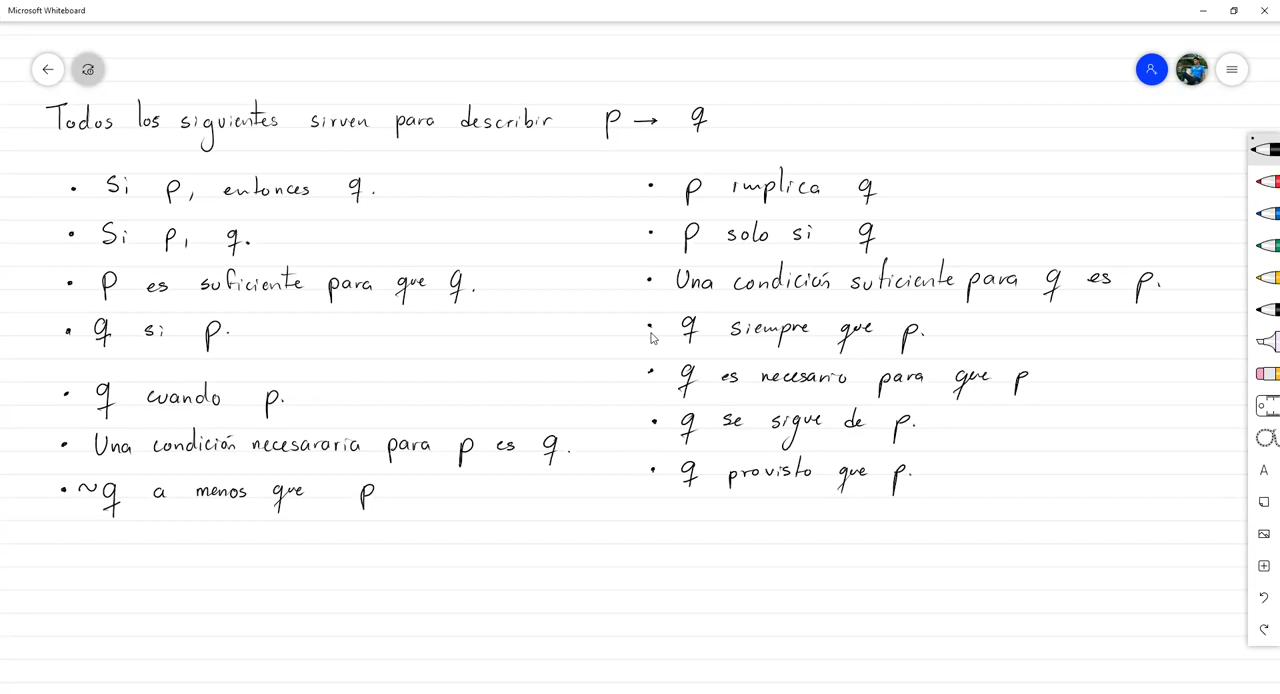 Microsoft Whiteboard
Todos los siguientes sirven para describir p → q
• Si p, entonces q.
• Si p, q.
• P es suficiente para que q.
• q si p.
• q cuando p.
• Una condición necesararia para p es q.
• ~q a menos que p
• p implica q
• p solo si q
• Una condición suficiente para q es p.
• q siempre que p.
• q es necesario para que p
• q se sigue de p.
• q provisto que p.
A